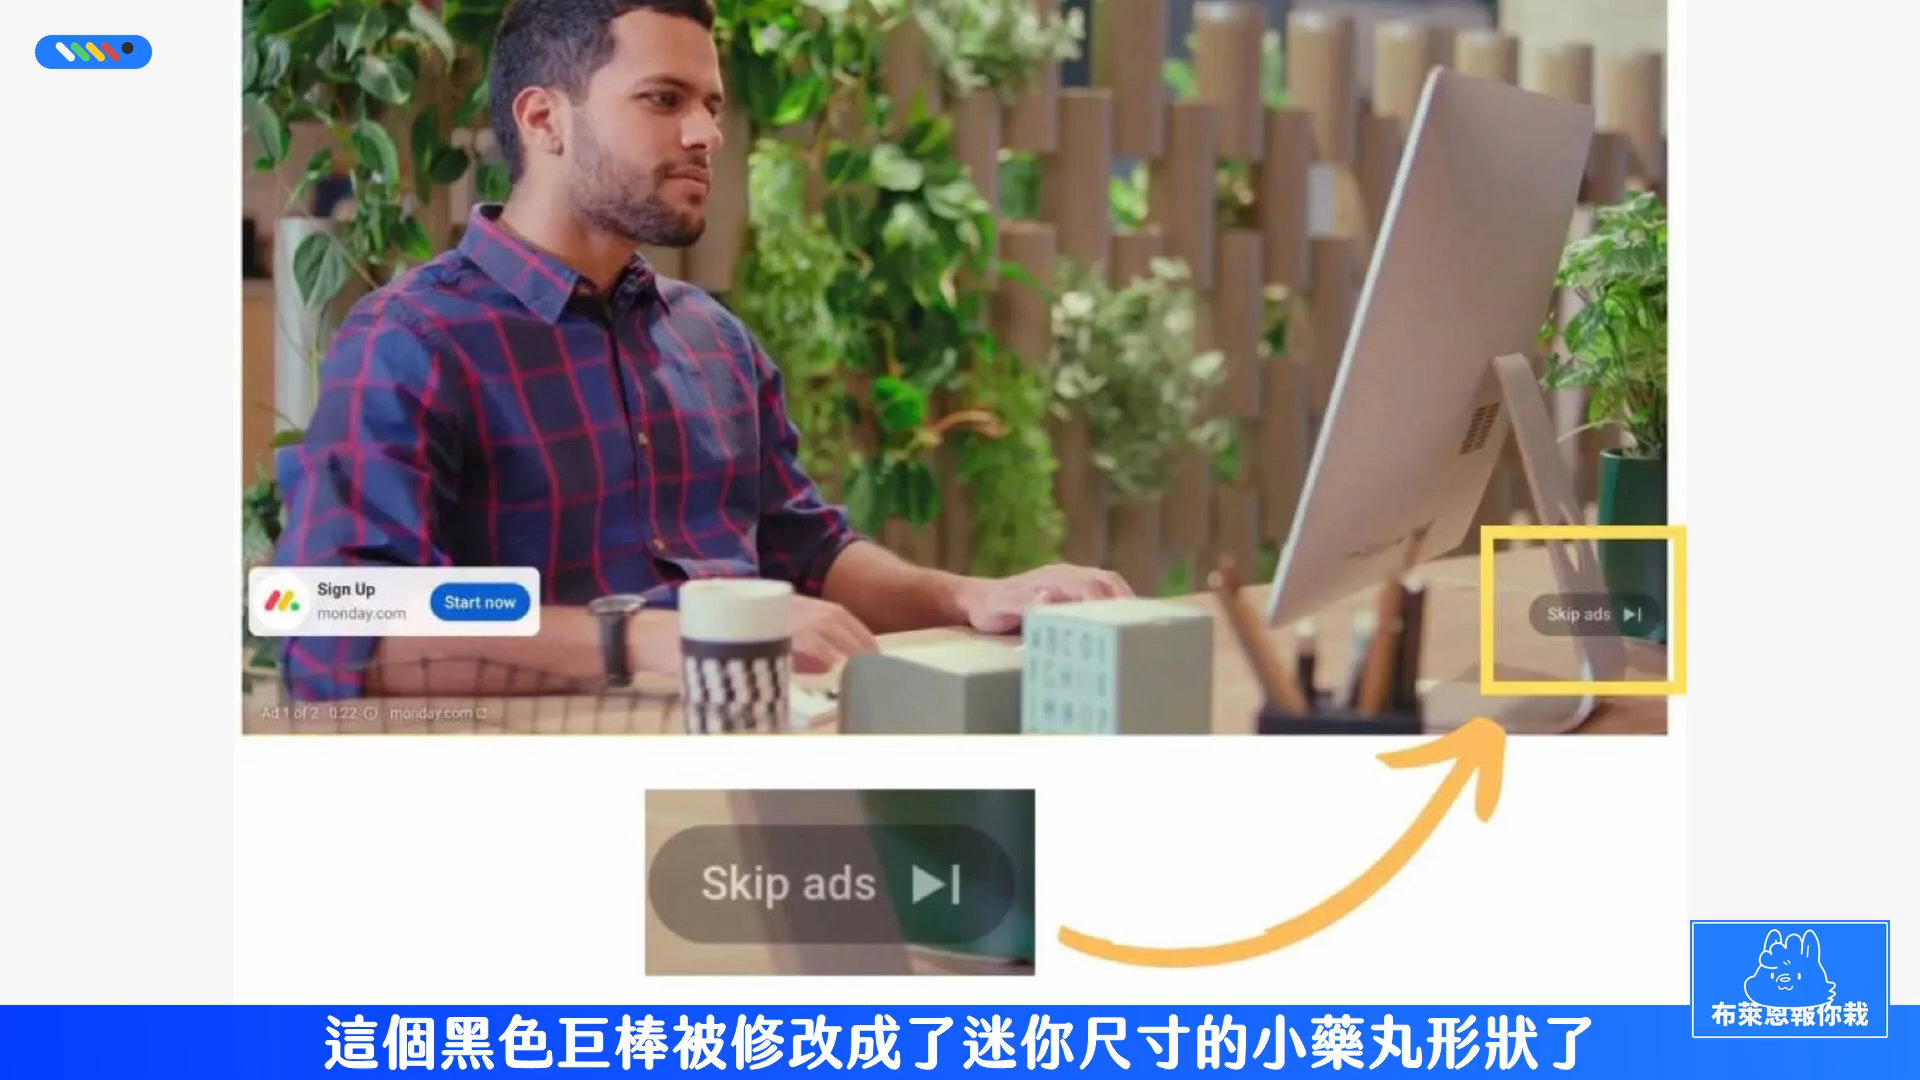 Sign Up
monday.com
Start now
Skip ads
Ad 1 of 2 · 0:22
monday.com
Skip ads
布萊恩報你栽
這個黑色巨棒被修改成了迷你尺寸的小藥丸形狀了